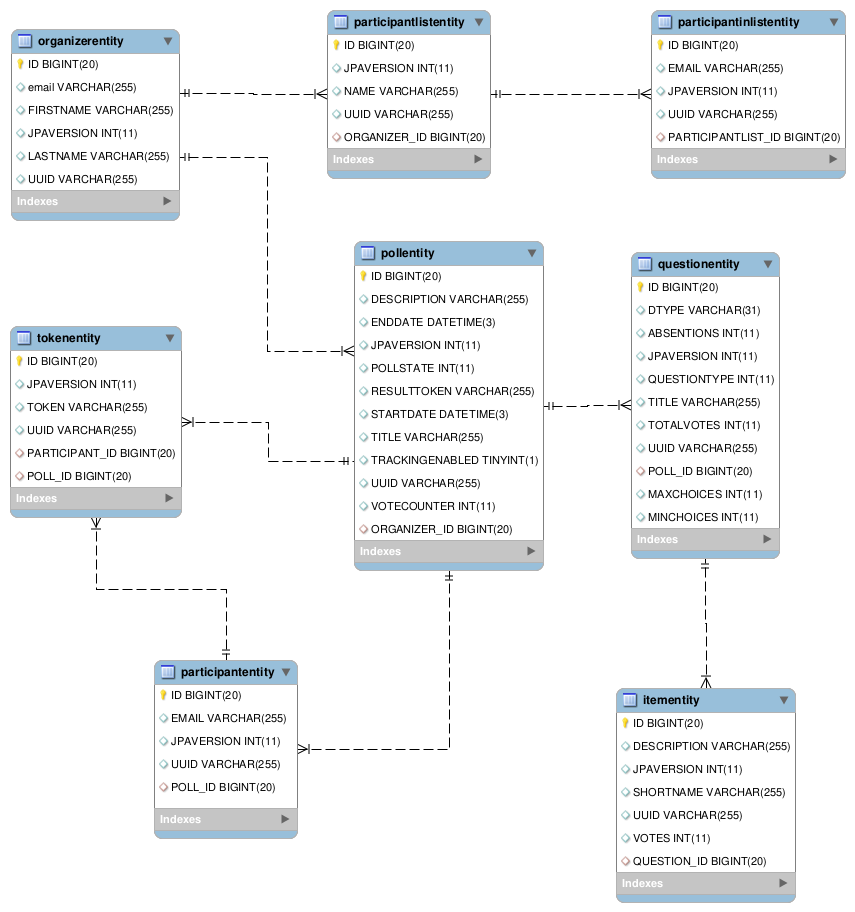 organizerentity
ID BIGINT(20)
email VARCHAR(255)
FIRSTNAME VARCHAR(255)
JPAVERSION INT(11)
LASTNAME VARCHAR(255)
UUID VARCHAR(255)
Indexes
participantlistentity
ID BIGINT(20)
JPAVERSION INT(11)
NAME VARCHAR(255)
UUID VARCHAR(255)
ORGANIZER_ID BIGINT(20)
Indexes
participantinlistentity
ID BIGINT(20)
EMAIL VARCHAR(255)
JPAVERSION INT(11)
UUID VARCHAR(255)
PARTICIPANTLIST_ID BIGINT(20)
Indexes
pollentity
ID BIGINT(20)
DESCRIPTION VARCHAR(255)
ENDDATE DATETIME(3)
JPAVERSION INT(11)
POLLSTATE INT(11)
RESULTTOKEN VARCHAR(255)
STARTDATE DATETIME(3)
TITLE VARCHAR(255)
TRACKINGENABLED TINYINT(1)
UUID VARCHAR(255)
VOTECOUNTER INT(11)
ORGANIZER_ID BIGINT(20)
Indexes
questionentity
ID BIGINT(20)
DTYPE VARCHAR(31)
ABSENTIONS INT(11)
JPAVERSION INT(11)
QUESTIONTYPE INT(11)
TITLE VARCHAR(255)
TOTALVOTES INT(11)
UUID VARCHAR(255)
POLL_ID BIGINT(20)
MAXCHOICES INT(11)
MINCHOICES INT(11)
Indexes
tokenentity
ID BIGINT(20)
JPAVERSION INT(11)
TOKEN VARCHAR(255)
UUID VARCHAR(255)
PARTICIPANT_ID BIGINT(20)
POLL_ID BIGINT(20)
Indexes
participantentity
ID BIGINT(20)
EMAIL VARCHAR(255)
JPAVERSION INT(11)
UUID VARCHAR(255)
POLL_ID BIGINT(20)
Indexes
itementity
ID BIGINT(20)
DESCRIPTION VARCHAR(255)
JPAVERSION INT(11)
SHORTNAME VARCHAR(255)
UUID VARCHAR(255)
VOTES INT(11)
QUESTION_ID BIGINT(20)
Indexes